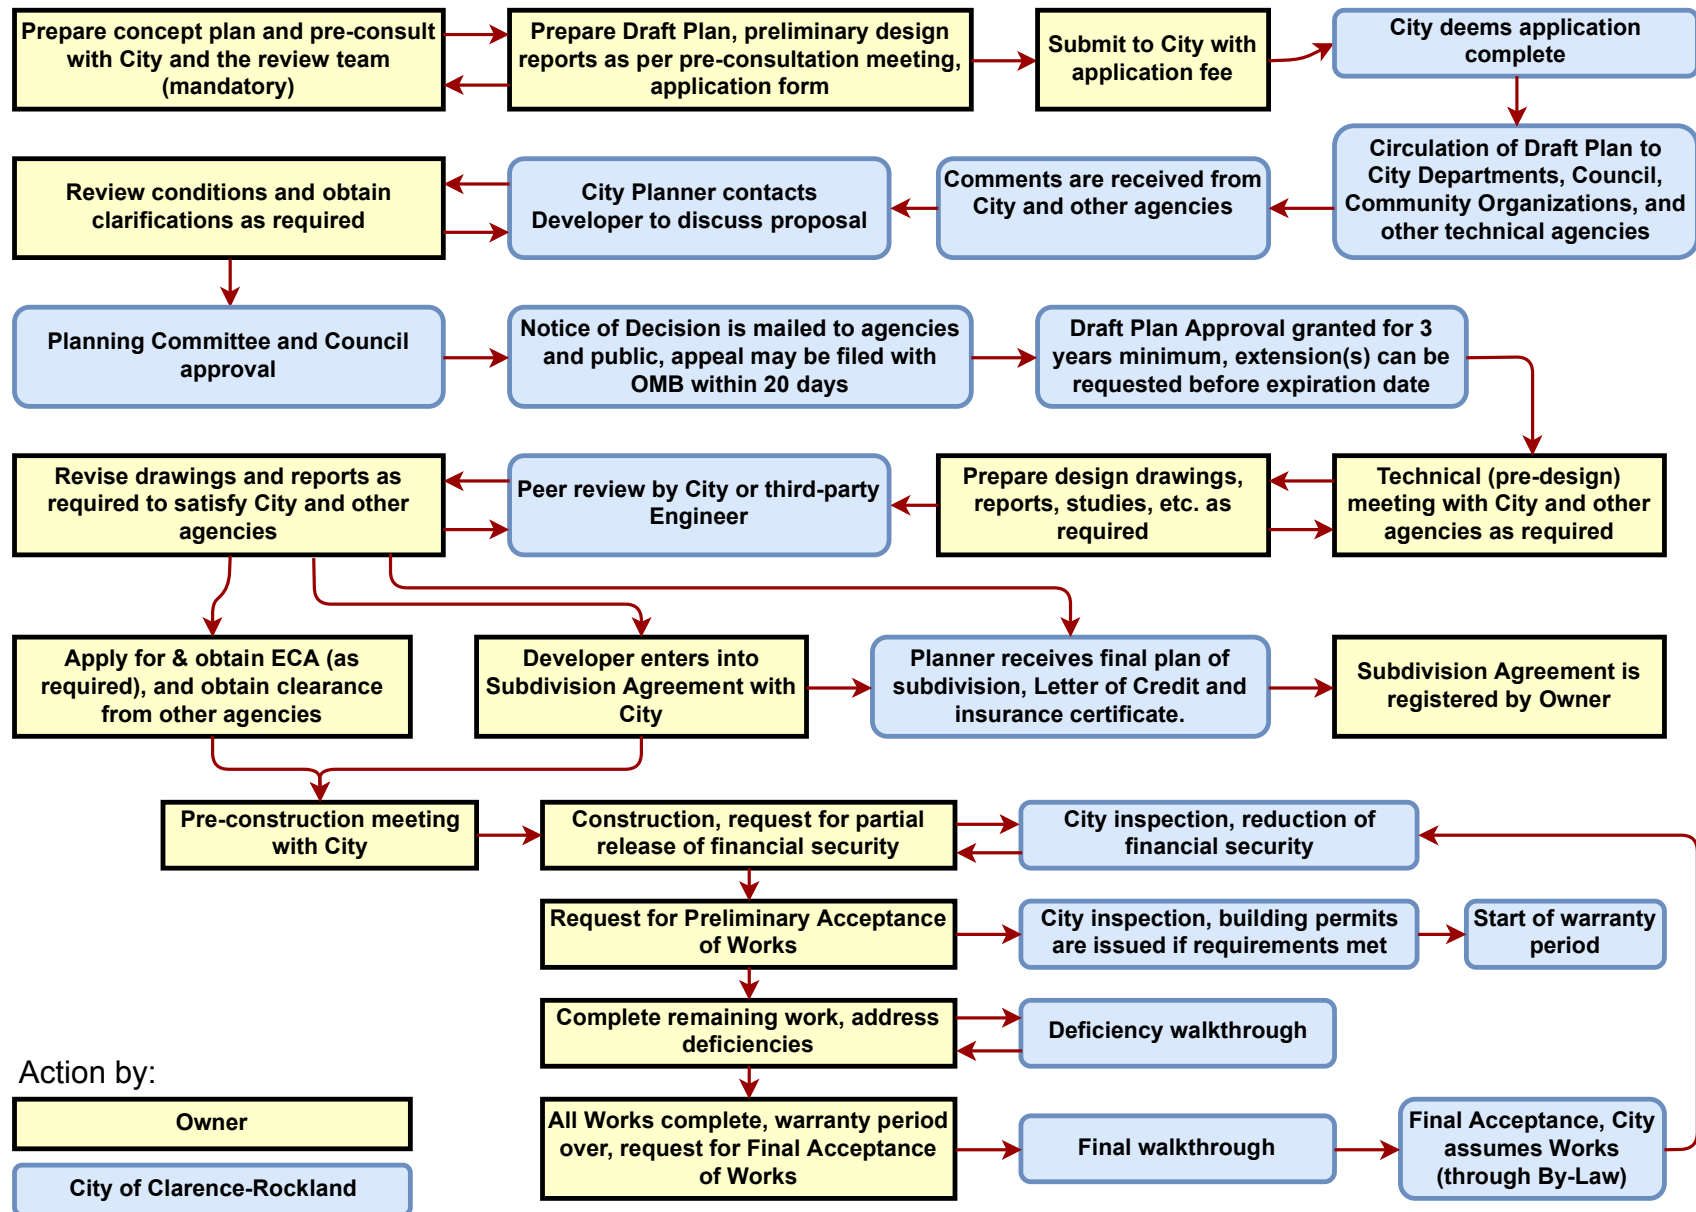 Prepare concept plan and pre-consult
with City and the review team
(mandatory)
Prepare Draft Plan, preliminary design
reports as per pre-consultation meeting,
application form
Submit to City with
application fee
City deems application
complete
Review conditions and obtain
clarifications as required
City Planner contacts
Developer to discuss proposal
Comments are received from
City and other agencies
Circulation of Draft Plan to
City Departments, Council,
Community Organizations, and
other technical agencies
Planning Committee and Council
approval
Notice of Decision is mailed to agencies
and public, appeal may be filed with
OMB within 20 days
Draft Plan Approval granted for 3
years minimum, extension(s) can be
requested before expiration date
Revise drawings and reports as
required to satisfy City and other
agencies
Peer review by City or third-party
Engineer
Prepare design drawings,
reports, studies, etc. as
required
Technical (pre-design)
meeting with City and other
agencies as required
Apply for & obtain ECA (as
required), and obtain clearance
from other agencies
Developer enters into
Subdivision Agreement with
City
Planner receives final plan of
subdivision, Letter of Credit and
insurance certificate.
Subdivision Agreement is
registered by Owner
Pre-construction meeting
with City
Construction, request for partial
release of financial security
City inspection, reduction of
financial security
Request for Preliminary Acceptance
of Works
City inspection, building permits
are issued if requirements met
Start of warranty
period
Complete remaining work, address
deficiencies
Deficiency walkthrough
All Works complete, warranty period
over, request for Final Acceptance
of Works
Final walkthrough
Final Acceptance, City
assumes Works
(through By-Law)
Action by:
Owner
City of Clarence-Rockland